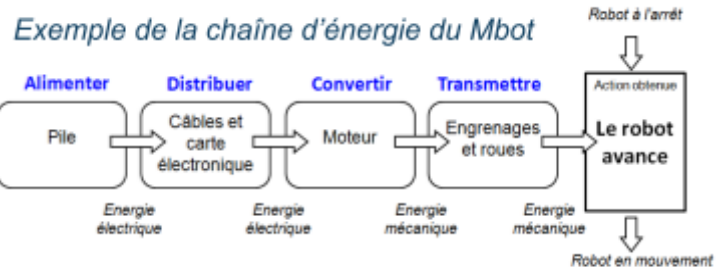 Exemple de la chaîne d'énergie du Mbot
Robot à l'arrêt
Alimenter
Distribuer
Convertir
Transmettre
Action obtenue
Pile
Câbles et
carte
électronique
Moteur
Engrenages
et roues
Le robot
avance
Energie
électrique
Energie
électrique
Energie
mécanique
Energie
mécanique
Robot en mouvement